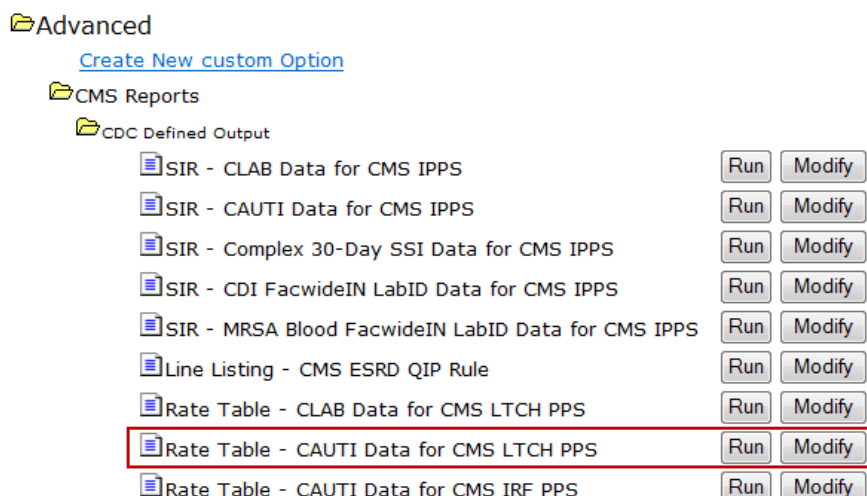 Advanced
Create New custom Option
CMS Reports
CDC Defined Output
SIR - CLAB Data for CMS IPPS Run Modify
SIR - CAUTI Data for CMS IPPS Run Modify
SIR - Complex 30-Day SSI Data for CMS IPPS Run Modify
SIR - CDI FacwideIN LabID Data for CMS IPPS Run Modify
SIR - MRSA Blood FacwideIN LabID Data for CMS IPPS Run Modify
Line Listing - CMS ESRD QIP Rule Run Modify
Rate Table - CLAB Data for CMS LTCH PPS Run Modify
Rate Table - CAUTI Data for CMS LTCH PPS Run Modify
Rate Table - CAUTI Data for CMS IRF PPS Run Modify